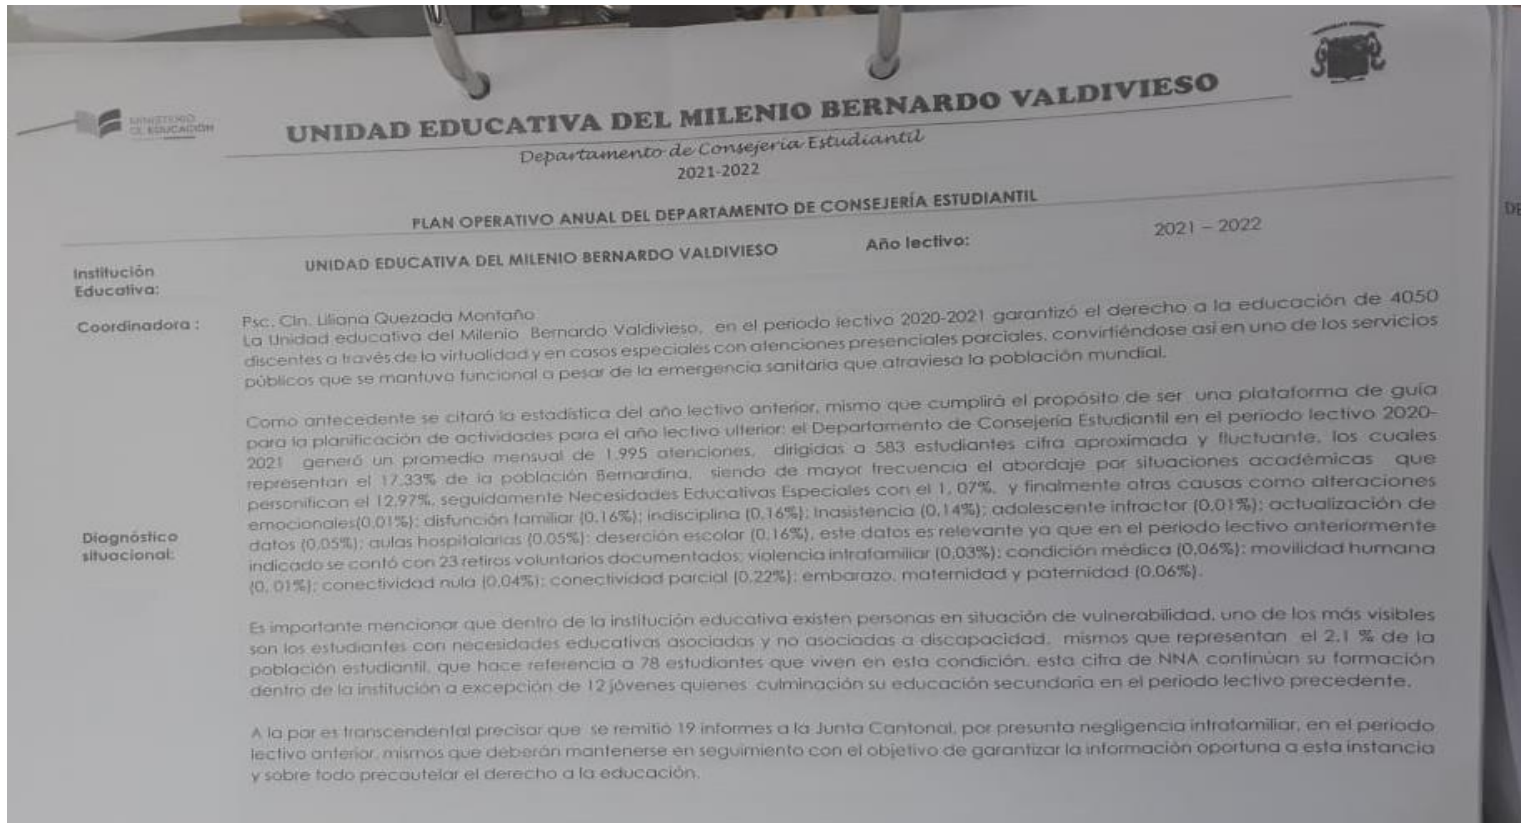 MINISTERIO
DE EDUCACIÓN
UNIDAD EDUCATIVA DEL MILENIO BERNARDO VALDIVIESO
Departamento de Consejería Estudiantil
2021-2022
PLAN OPERATIVO ANUAL DEL DEPARTAMENTO DE CONSEJERÍA ESTUDIANTIL
Institución
Educativa:
UNIDAD EDUCATIVA DEL MILENIO BERNARDO VALDIVIESO
Año lectivo:
2021 – 2022
Coordinadora :
Psc. Cln. Liliana Quezada Montaño
Diagnóstico
situacional:
La Unidad educativa del Milenio Bernardo Valdivieso, en el periodo lectivo 2020-2021 garantizó el derecho a la educación de 4050
discentes a través de la virtualidad y en casos especiales con atenciones presenciales parciales, convirtiéndose así en uno de los servicios
públicos que se mantuvo funcional a pesar de la emergencia sanitaria que atraviesa la población mundial.
Como antecedente se citará la estadística del año lectivo anterior, mismo que cumplirá el propósito de ser una plataforma de guía
para la planificación de actividades para el año lectivo ulterior: el Departamento de Consejería Estudiantil en el periodo lectivo 2020-
2021 generó un promedio mensual de 1.995 atenciones, dirigidas a 583 estudiantes cifra aproximada y fluctuante, los cuales
representan el 17,33% de la población Bernardina, siendo de mayor frecuencia el abordaje por situaciones académicas que
personifican el 12,97%, seguidamente Necesidades Educativas Especiales con el 1, 07%, y finalmente otras causas como alteraciones
emocionales(0,01%); disfunción familiar (0,16%); indisciplina (0,16%); Inasistencia (0,14%); adolescente infractor (0,01%); actualización de
datos (0,05%); aulas hospitalarias (0,05%); deserción escolar (0,16%), este datos es relevante ya que en el periodo lectivo anteriormente
indicado se contó con 23 retiros voluntarios documentados; violencia intrafamiliar (0,03%); condición médica (0,06%); movilidad humana
(0, 01%); conectividad nula (0,04%); conectividad parcial (0,22%); embarazo, maternidad y paternidad (0,06%).
Es importante mencionar que dentro de la institución educativa existen personas en situación de vulnerabilidad, uno de los más visibles
son los estudiantes con necesidades educativas asociadas y no asociadas a discapacidad, mismos que representan el 2,1 % de la
población estudiantil, que hace referencia a 78 estudiantes que viven en esta condición, esta cifra de NNA continúan su formación
dentro de la institución a excepción de 12 jóvenes quienes culminación su educación secundaria en el periodo lectivo precedente.
A la par es transcendental precisar que se remitió 19 informes a la Junta Cantonal, por presunta negligencia intrafamiliar, en el periodo
lectivo anterior, mismos que deberán mantenerse en seguimiento con el objetivo de garantizar la información oportuna a esta instancia
y sobre todo precautelar el derecho a la educación.
DE